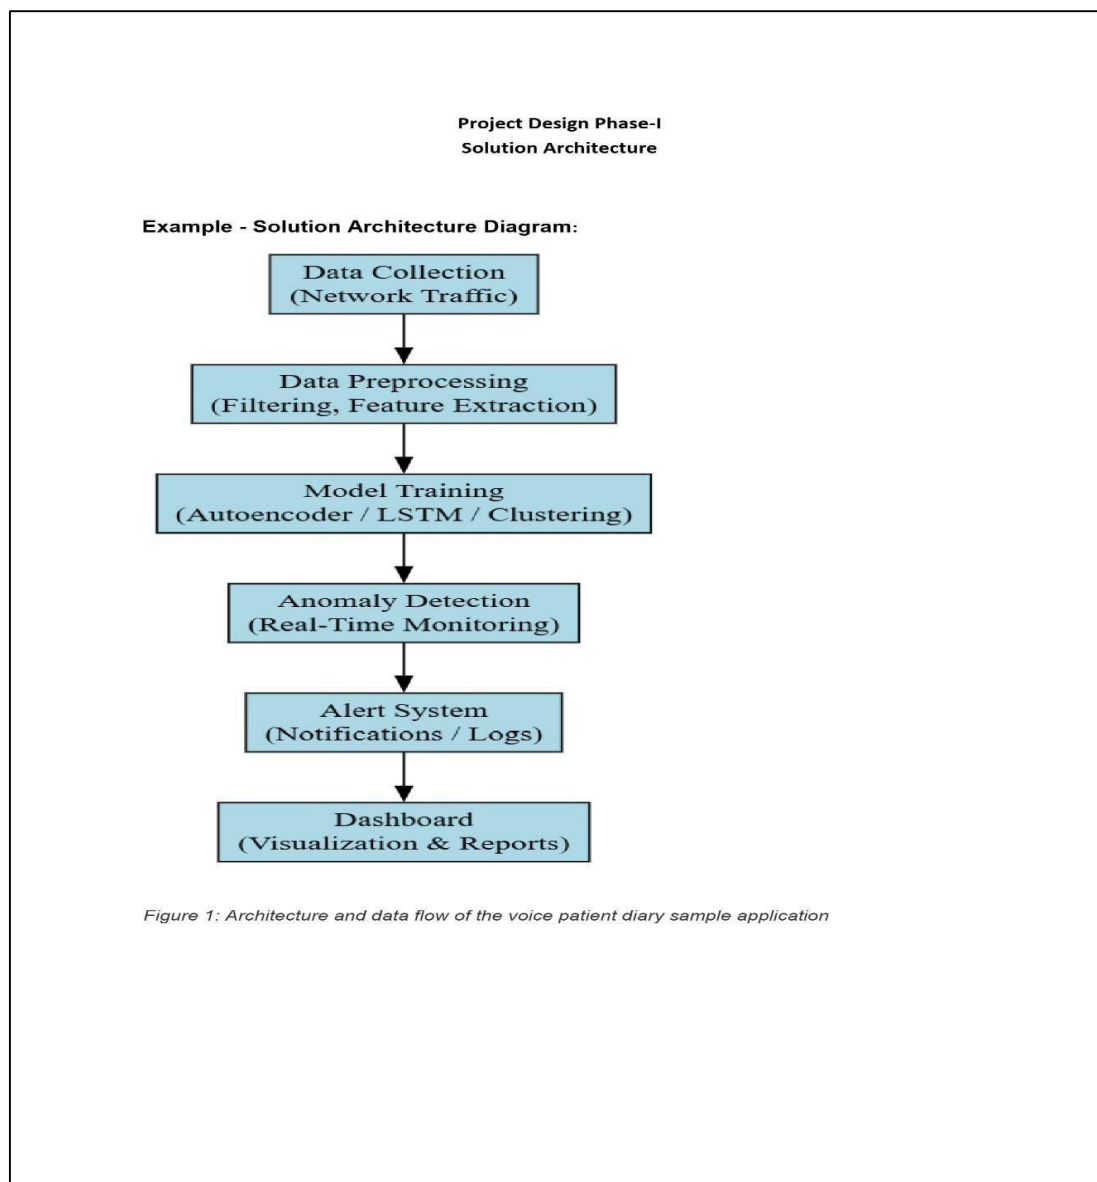 Project Design Phase-I
Solution Architecture
Example - Solution Architecture Diagram:
Data Collection
(Network Traffic)
Data Preprocessing
(Filtering, Feature Extraction)
Model Training
(Autoencoder / LSTM / Clustering)
Anomaly Detection
(Real-Time Monitoring)
Alert System
(Notifications / Logs)
Dashboard
(Visualization & Reports)
Figure 1: Architecture and data flow of the voice patient diary sample application